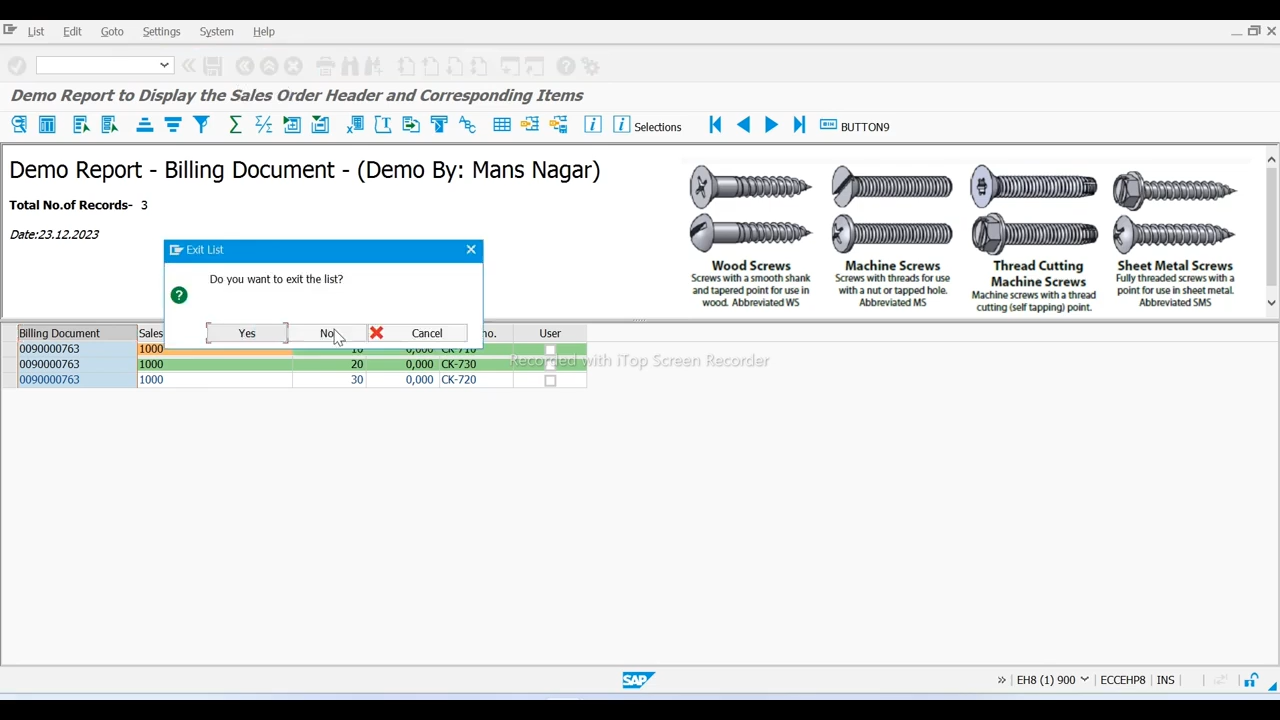 List Edit Goto Settings System Help
Demo Report to Display the Sales Order Header and Corresponding Items
Selections BUTTON9
Demo Report - Billing Document - (Demo By: Mans Nagar)
Total No.of Records- 3
Date:23.12.2023
Wood Screws
Screws with a smooth shank
and tapered point for use in
wood. Abbreviated WS
Machine Screws
Screws with threads for use
with a nut or tapped hole.
Abbreviated MS
Thread Cutting
Machine Screws
Machine screws with a thread
cutting (self tapping) point.
Sheet Metal Screws
Fully threaded screws with a
point for use in sheet metal.
Abbreviated SMS
Exit List
Do you want to exit the list?
Yes No Cancel
Billing Document Sales no. User
0090000763 1000 10 0,000 CK-710
0090000763 1000 20 0,000 CK-730
0090000763 1000 30 0,000 CK-720
Recorded with iTop Screen Recorder
SAP EH8 (1) 900 ECCEHP8 INS